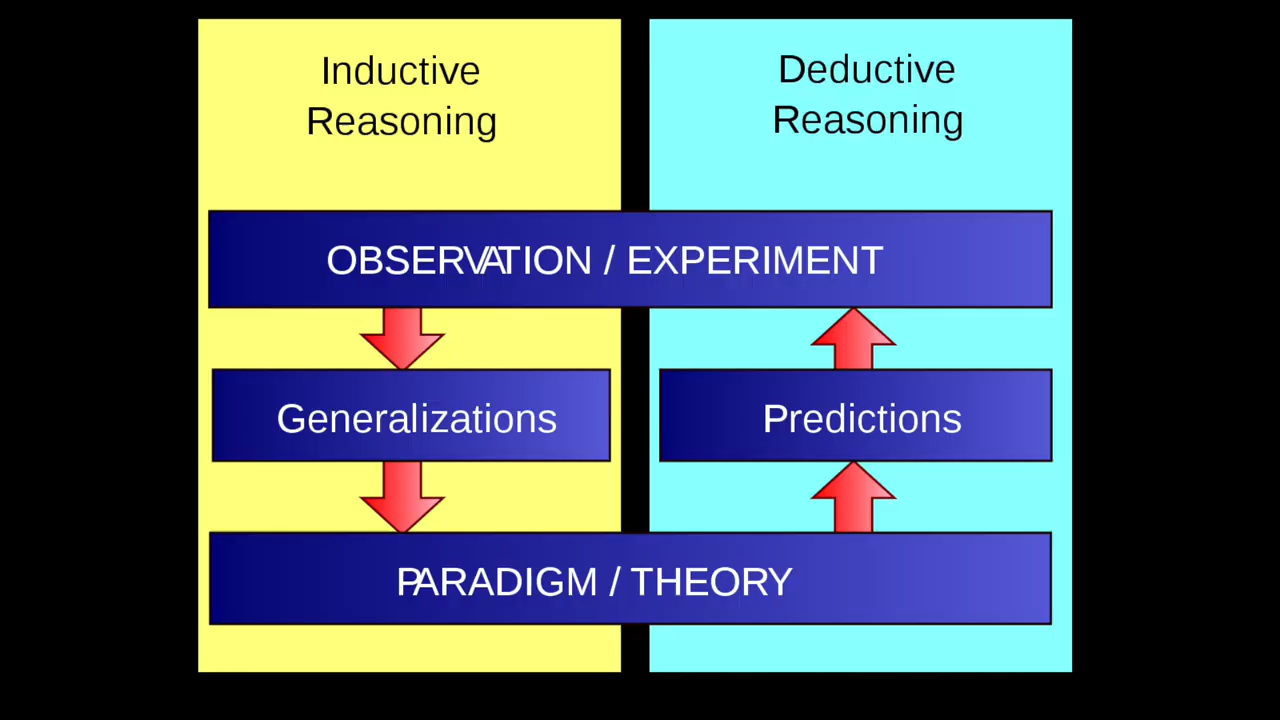 Inductive
Reasoning
Deductive
Reasoning
OBSERVATION / EXPERIMENT
Generalizations
Predictions
PARADIGM / THEORY